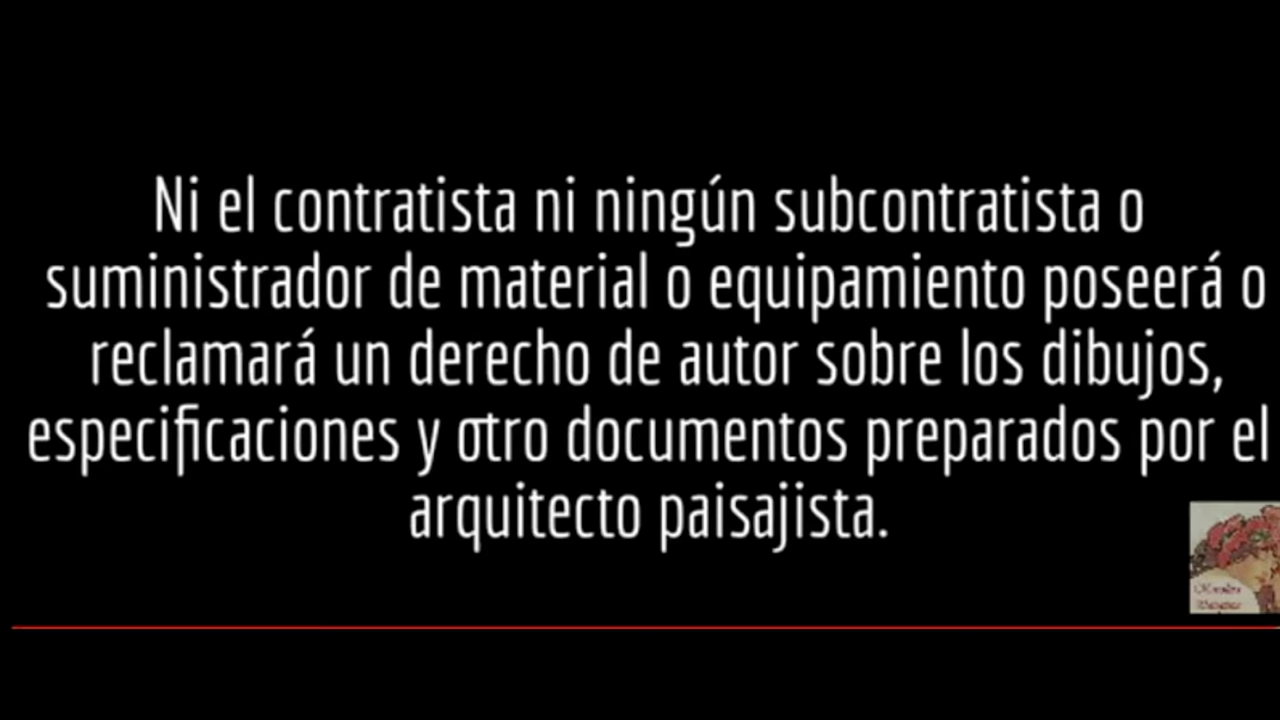 Ni el contratista ni ningún subcontratista o
suministrador de material o equipamiento poseerá o
reclamará un derecho de autor sobre los dibujos,
especificaciones y otro documentos preparados por el
arquitecto paisajista.